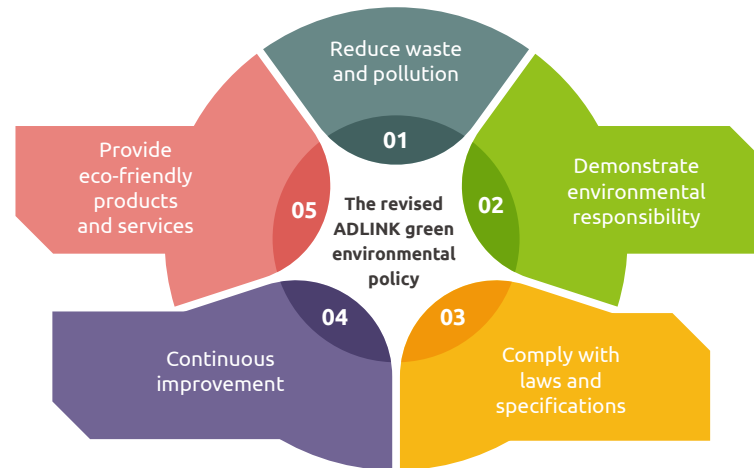 The revised
ADLINK green
environmental
policy
01
Reduce waste
and pollution
02
Demonstrate
environmental
responsibility
03
Comply with
laws and
specifications
04
Continuous
improvement
05
Provide
eco-friendly
products
and services